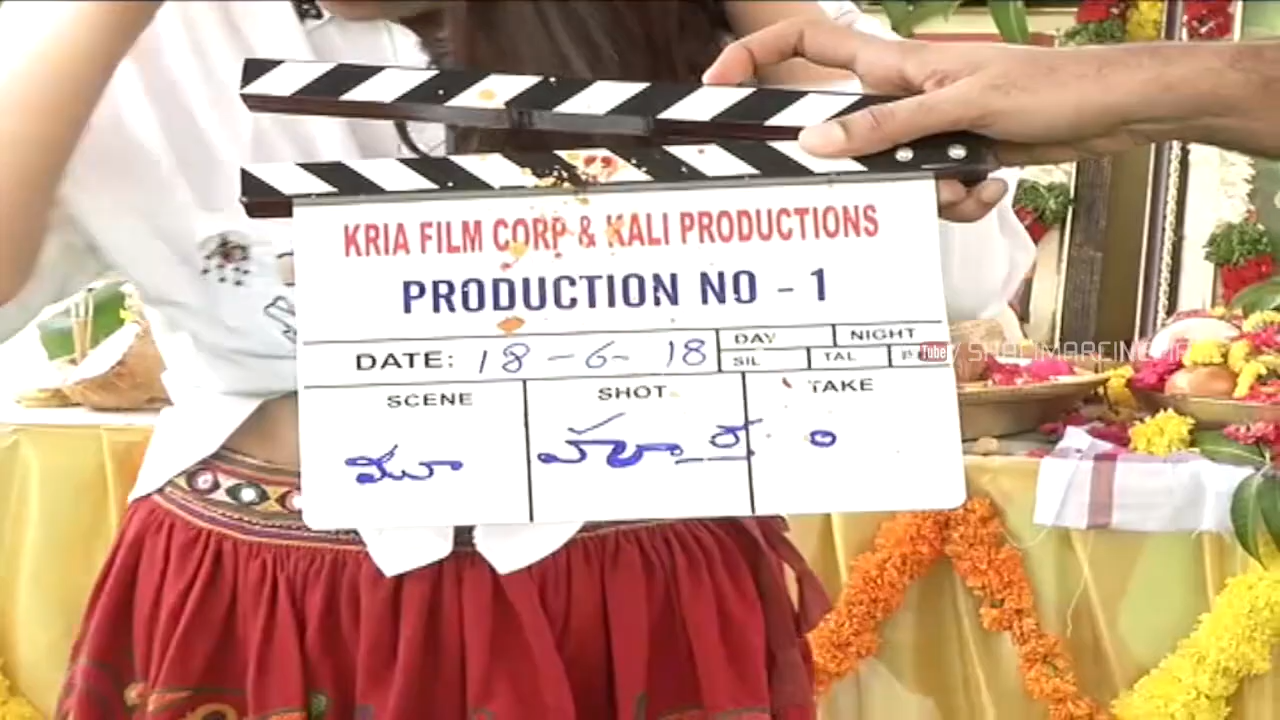 KRIA FILM CORP & KALI PRODUCTIONS
PRODUCTION NO - 1
DAY NIGHT
DATE: 18-6-18
SIL TAL
SCENE SHOT TAKE
Tube